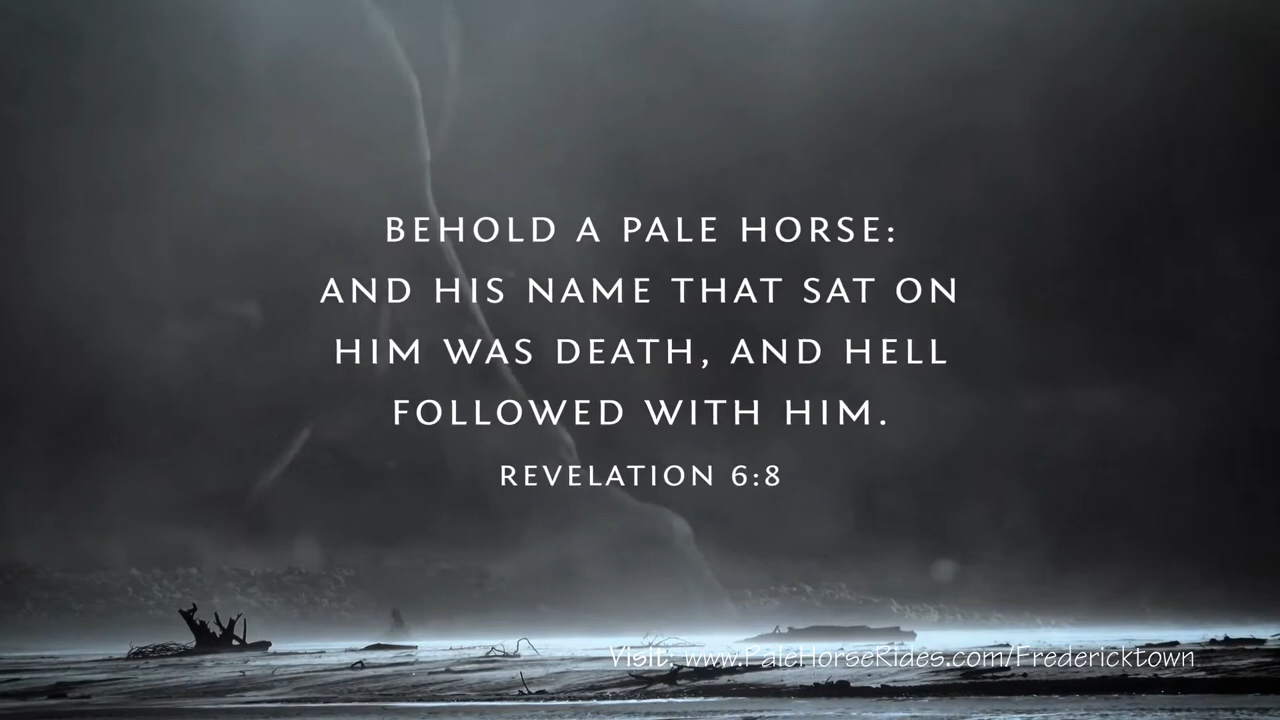 BEHOLD A PALE HORSE:
AND HIS NAME THAT SAT ON
HIM WAS DEATH, AND HELL
FOLLOWED WITH HIM.
REVELATION 6:8
Visit: www.PaleHorseRides.com/Fredericktown